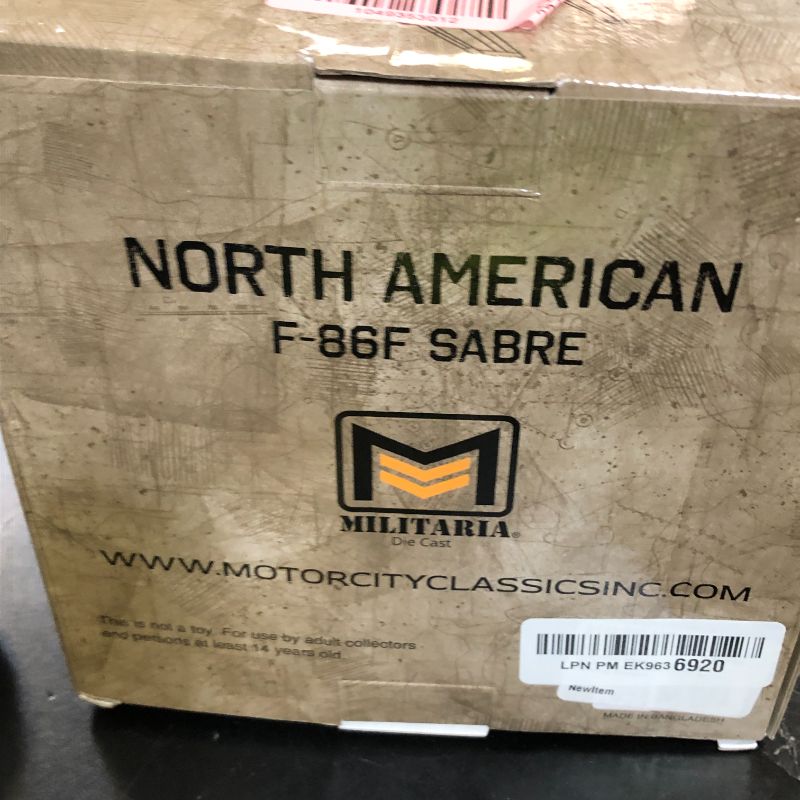 1049353012
NORTH AMERICAN
F-86F SABRE
MILITARIA®
Die Cast
WWW.MOTORCITYCLASSICSINC.COM
This is not a toy. For use by adult collectors
and persons at least 14 years old.
LPN PM EK963 6920
NewItem
MADE IN BANGLADESH